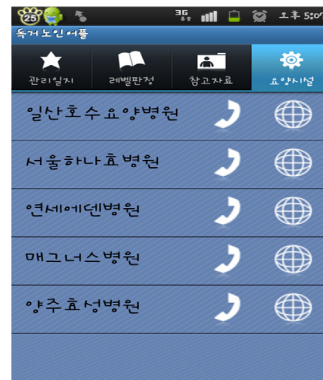 25 3G 오후 5:0
독거노인어플
관리일지 레벨판정 참고자료 요양시설
일산호수요양병원
서울하나효병원
연세에덴병원
매그너스병원
양주효성병원